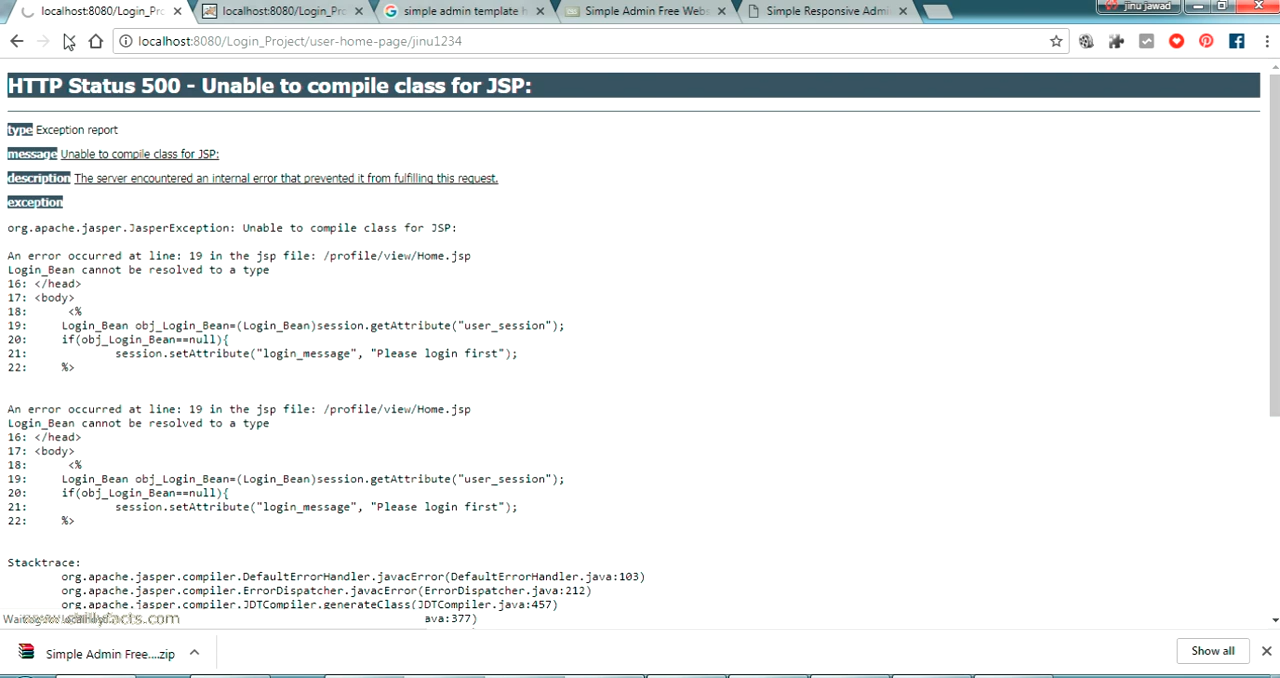 localhost:8080/Login_Pro
localhost:8080/Login_Pro
simple admin template h
Simple Admin Free Webs
Simple Responsive Admi
jinu jawad
localhost:8080/Login_Project/user-home-page/jinu1234
HTTP Status 500 - Unable to compile class for JSP:
type Exception report
message Unable to compile class for JSP:
description The server encountered an internal error that prevented it from fulfilling this request.
exception
org.apache.jasper.JasperException: Unable to compile class for JSP:
An error occurred at line: 19 in the jsp file: /profile/view/Home.jsp
Login_Bean cannot be resolved to a type
16: </head>
17: <body>
18: <%
19: Login_Bean obj_Login_Bean=(Login_Bean)session.getAttribute("user_session");
20: if(obj_Login_Bean==null){
21: session.setAttribute("login_message", "Please login first");
22: %>
An error occurred at line: 19 in the jsp file: /profile/view/Home.jsp
Login_Bean cannot be resolved to a type
16: </head>
17: <body>
18: <%
19: Login_Bean obj_Login_Bean=(Login_Bean)session.getAttribute("user_session");
20: if(obj_Login_Bean==null){
21: session.setAttribute("login_message", "Please login first");
22: %>
Stacktrace:
org.apache.jasper.compiler.DefaultErrorHandler.javacError(DefaultErrorHandler.java:103)
org.apache.jasper.compiler.ErrorDispatcher.javacError(ErrorDispatcher.java:212)
org.apache.jasper.compiler.JDTCompiler.generateClass(JDTCompiler.java:457)
ava:377)
Simple Admin Free....zip
Show all